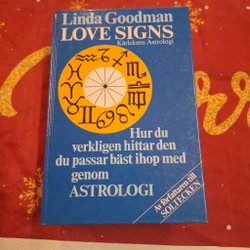 Linda Goodman
LOVE SIGNS
Kärlekens Astrologi
Hur du
verkligen hittar den
du passar bäst ihop med
genom
ASTROLOGI
Av författaren till
SOLTECKEN